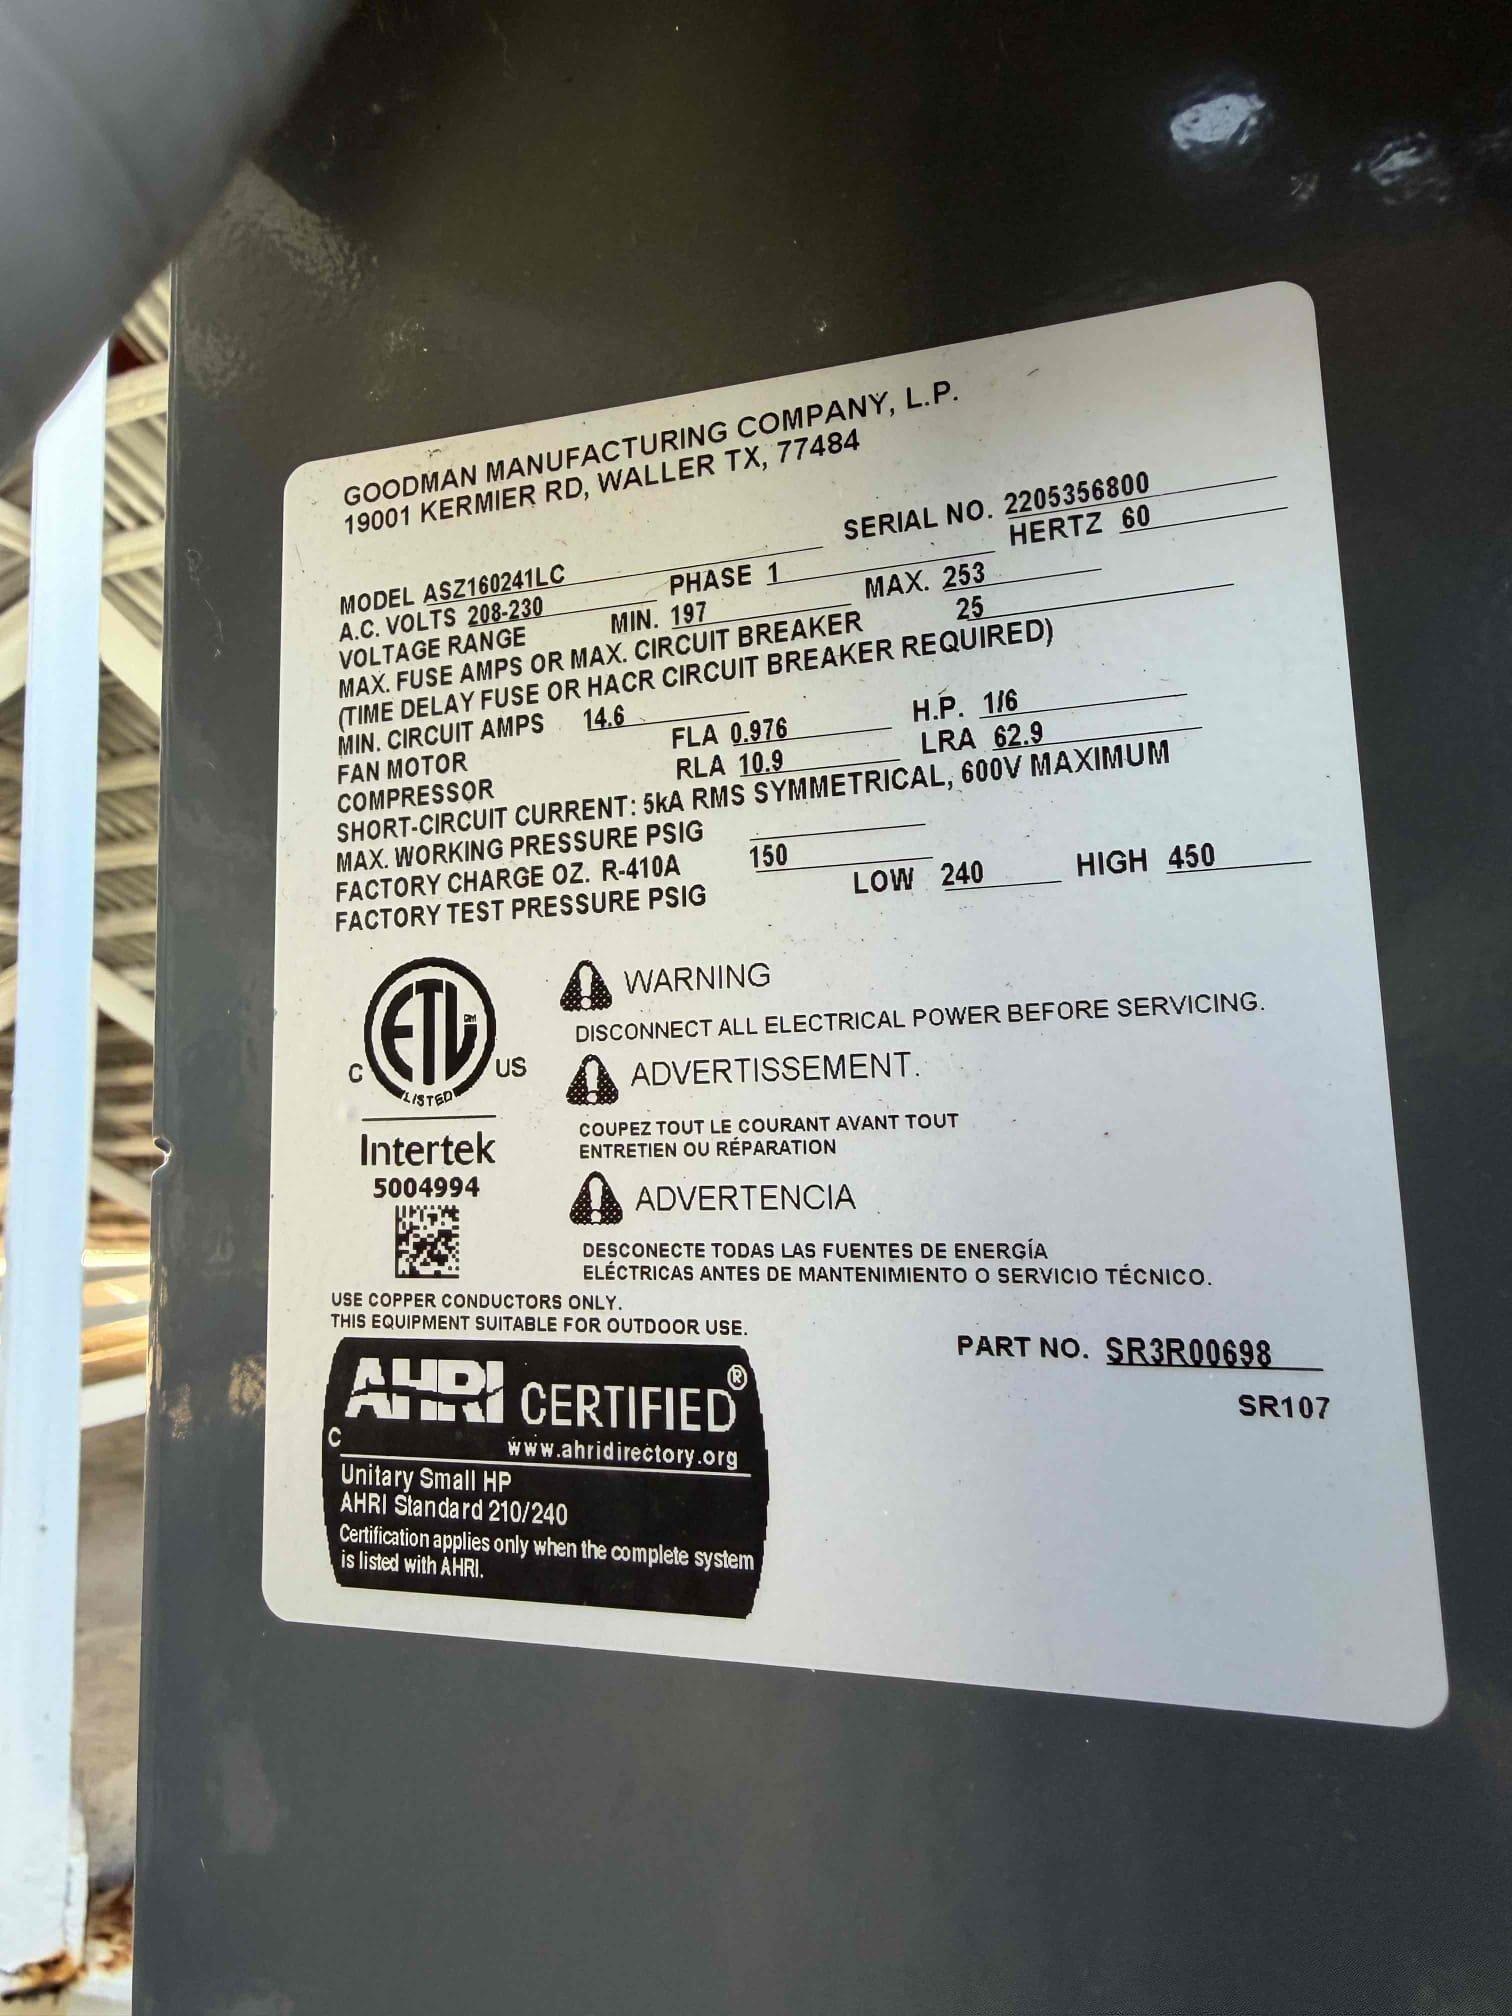 GOODMAN MANUFACTURING COMPANY, L.P.
19001 KERMIER RD, WALLER TX, 77484
SERIAL NO. 2205356800
MODEL ASZ160241LC PHASE 1 HERTZ 60
A.C. VOLTS 208-230
VOLTAGE RANGE MIN. 197 MAX. 253
MAX. FUSE AMPS OR MAX. CIRCUIT BREAKER 25
(TIME DELAY FUSE OR HACR CIRCUIT BREAKER REQUIRED)
MIN. CIRCUIT AMPS 14.6
FAN MOTOR FLA 0.976 H.P. 1/6
COMPRESSOR RLA 10.9 LRA 62.9
SHORT-CIRCUIT CURRENT: 5kA RMS SYMMETRICAL, 600V MAXIMUM
MAX. WORKING PRESSURE PSIG
FACTORY CHARGE OZ. R-410A 150
FACTORY TEST PRESSURE PSIG LOW 240 HIGH 450
WARNING
DISCONNECT ALL ELECTRICAL POWER BEFORE SERVICING.
ADVERTISSEMENT.
COUPEZ TOUT LE COURANT AVANT TOUT
ENTRETIEN OU RÉPARATION
ADVERTENCIA
DESCONECTE TODAS LAS FUENTES DE ENERGÍA
ELÉCTRICAS ANTES DE MANTENIMIENTO O SERVICIO TÉCNICO.
C ETL US
LISTED
Intertek
5004994
USE COPPER CONDUCTORS ONLY.
THIS EQUIPMENT SUITABLE FOR OUTDOOR USE.
PART NO. SR3R00698
SR107
AHRI CERTIFIED®
C
www.ahridirectory.org
Unitary Small HP
AHRI Standard 210/240
Certification applies only when the complete system
is listed with AHRI.